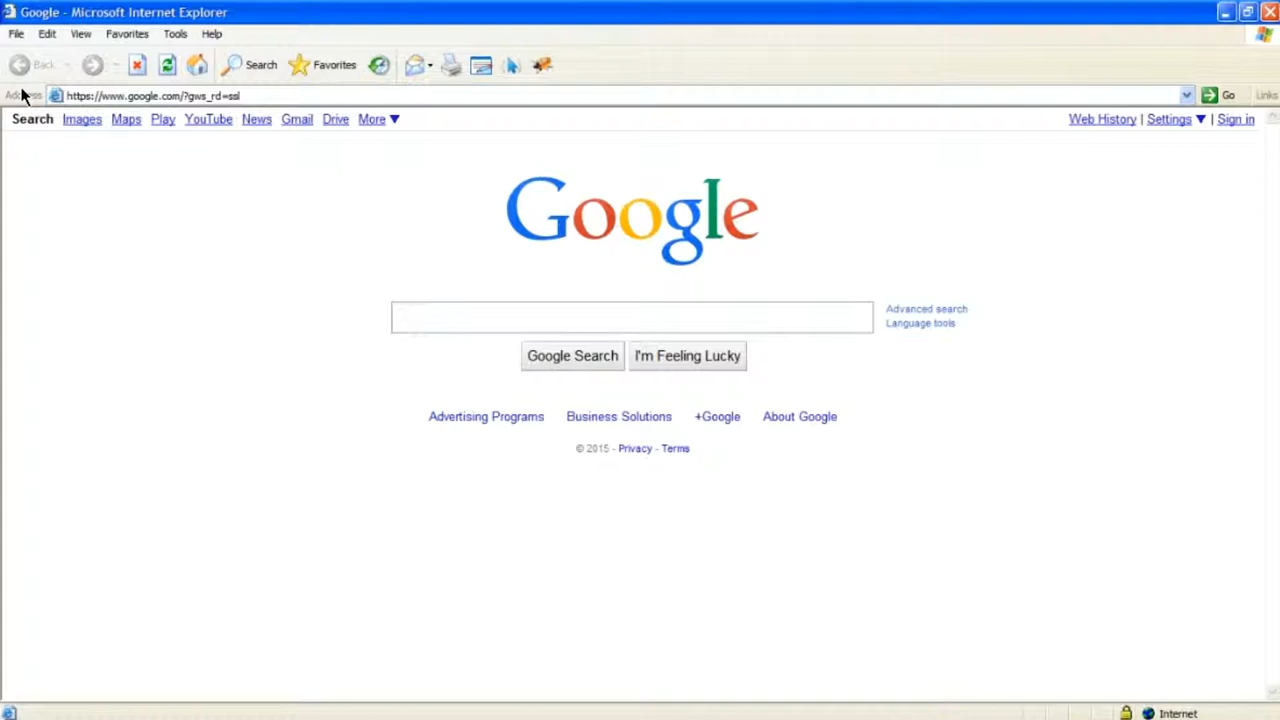 Google - Microsoft Internet Explorer
File Edit View Favorites Tools Help
Back Search Favorites
https://www.google.com/?gws_rd=ssl Go Links
Search Images Maps Play YouTube News Gmail Drive More ▼ Web History | Settings ▼ | Sign in
Google
Advanced search
Language tools
Google Search I'm Feeling Lucky
Advertising Programs Business Solutions +Google About Google
© 2015 - Privacy - Terms
Internet